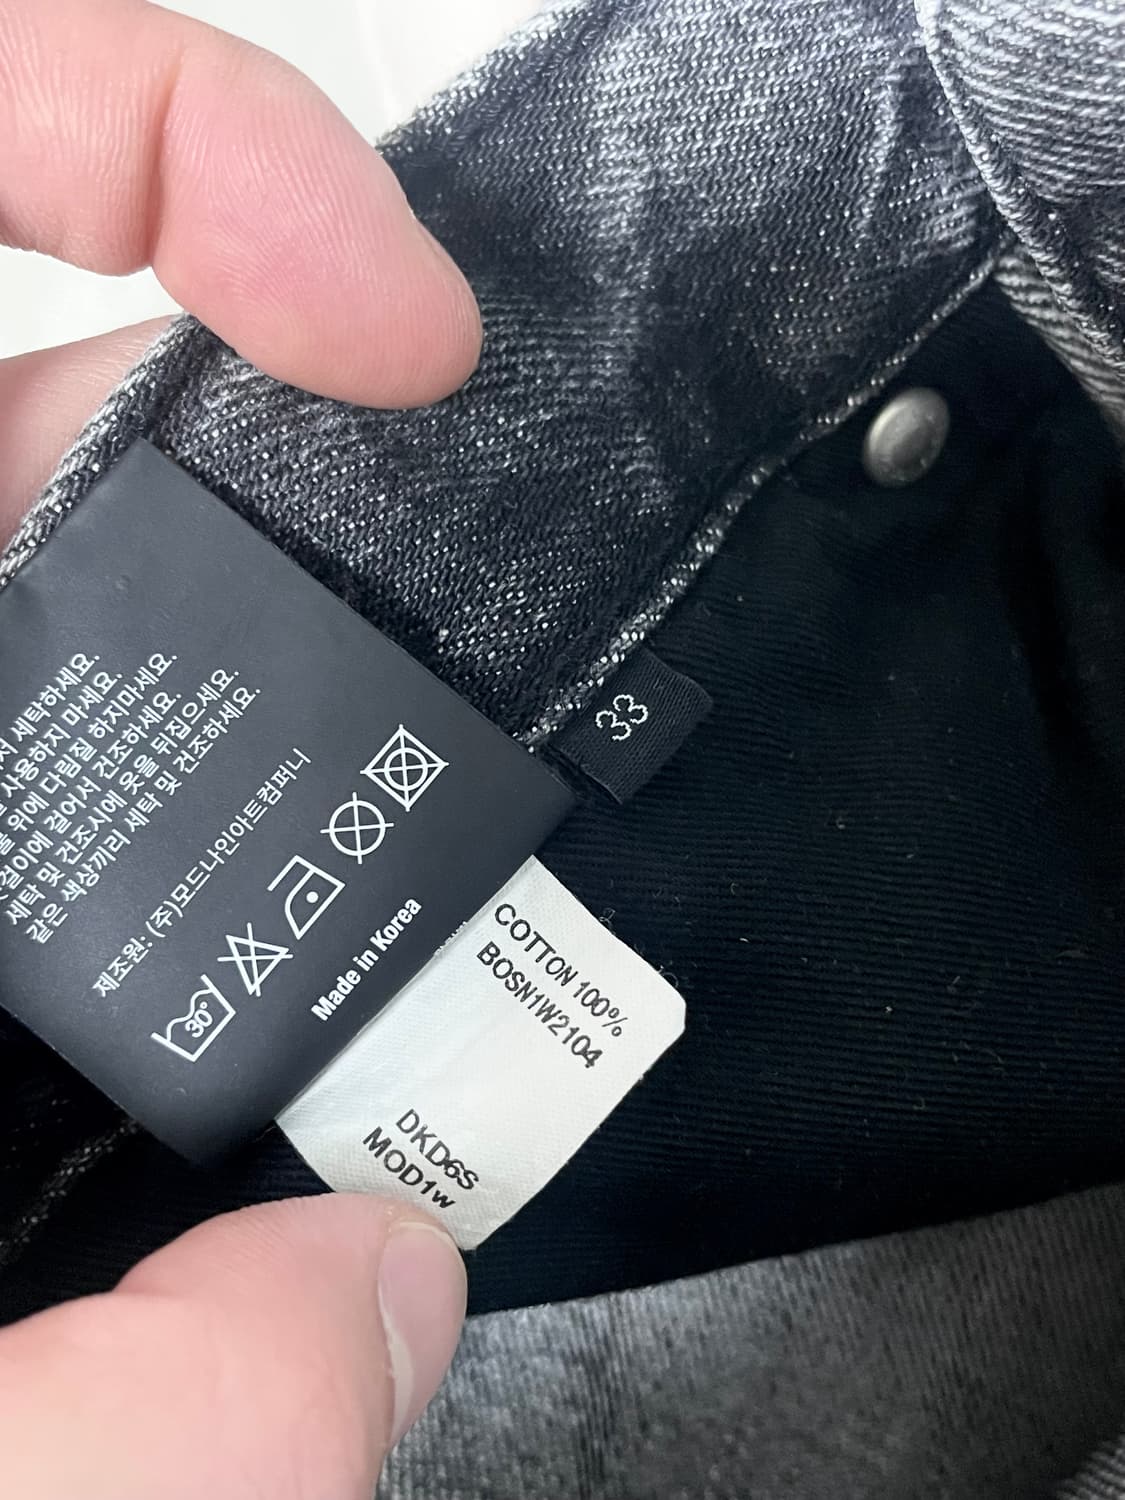 서 세탁하세요.
사용하지 마세요.
위에 다림질 하지마세요.
걸이에 걸어서 건조하세요.
세탁 및 건조시에 옷을 뒤집으세요.
같은 색상끼리 세탁 및 건조하세요.
제조원: (주)모드나인아트컴퍼니
30°
Made in Korea
33
COTTON 100%
BOSN1W2104
DKD6S
MOD1w